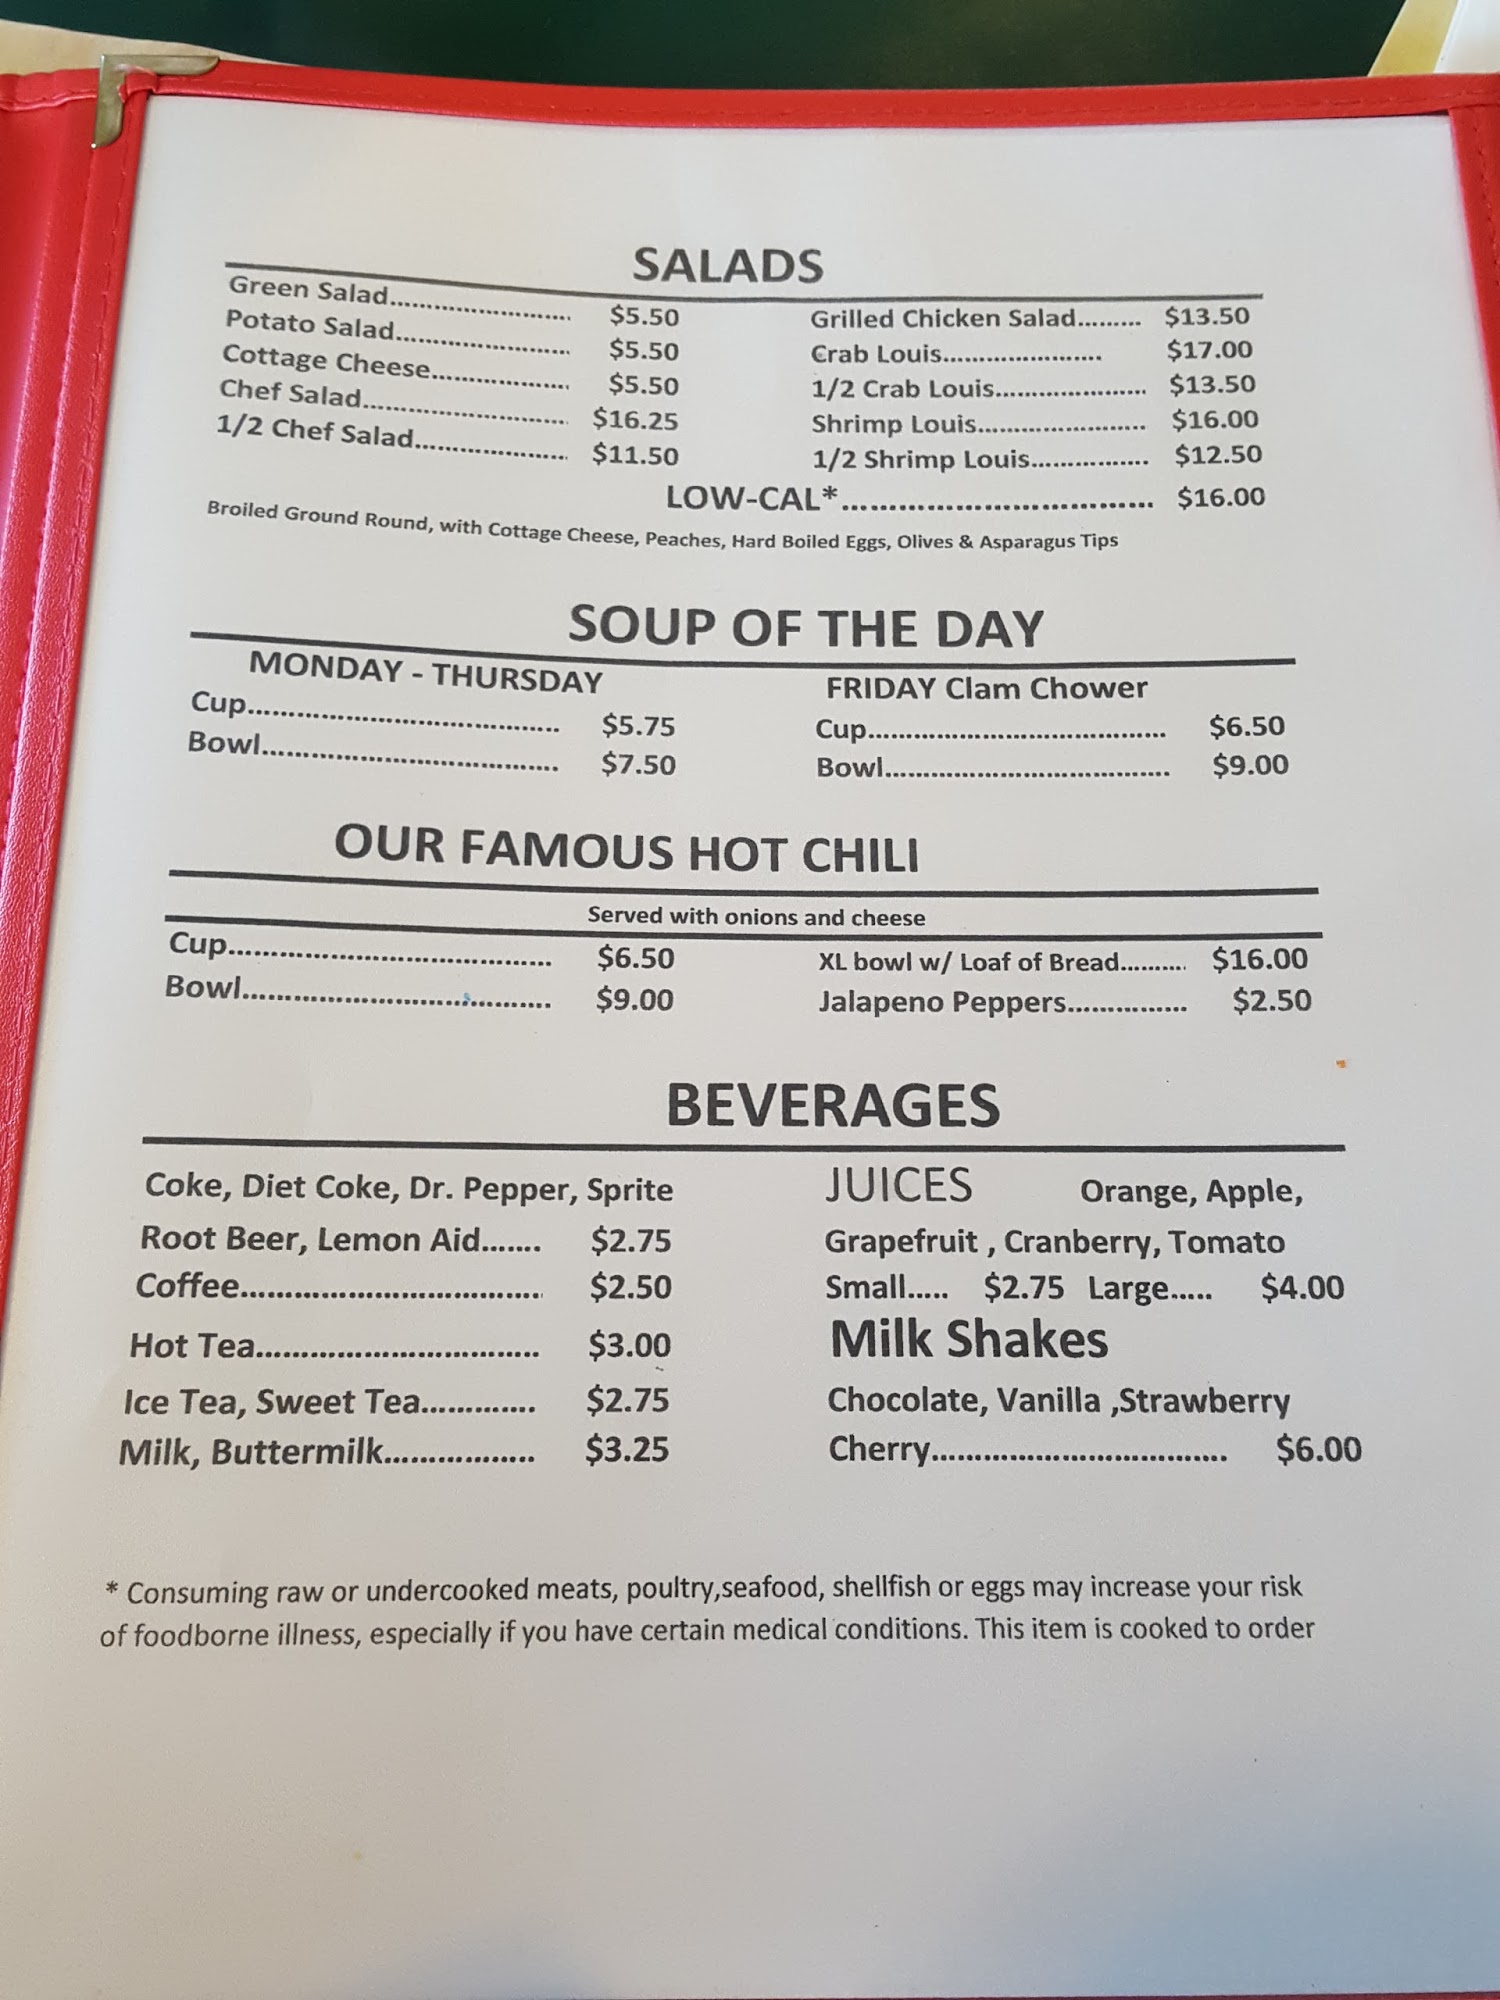 SALADS
Green Salad.................... $5.50 Grilled Chicken Salad......... $13.50
Potato Salad................... $5.50 Crab Louis...................... $17.00
Cottage Cheese............... $5.50 1/2 Crab Louis..................... $13.50
Chef Salad...................... $16.25 Shrimp Louis....................... $16.00
1/2 Chef Salad................. $11.50 1/2 Shrimp Louis................ $12.50
LOW-CAL*................................. $16.00
Broiled Ground Round, with Cottage Cheese, Peaches, Hard Boiled Eggs, Olives & Asparagus Tips
SOUP OF THE DAY
MONDAY - THURSDAY FRIDAY Clam Chower
Cup...................................... $5.75 Cup..................................... $6.50
Bowl.................................... $7.50 Bowl................................... $9.00
OUR FAMOUS HOT CHILI
Served with onions and cheese
Cup....................................... $6.50 XL bowl w/ Loaf of Bread.......... $16.00
Bowl..................................... $9.00 Jalapeno Peppers............... $2.50
BEVERAGES
Coke, Diet Coke, Dr. Pepper, Sprite
Root Beer, Lemon Aid....... $2.75
Coffee.................................. $2.50
Hot Tea............................... $3.00
Ice Tea, Sweet Tea............. $2.75
Milk, Buttermilk................. $3.25
JUICES Orange, Apple,
Grapefruit , Cranberry, Tomato
Small..... $2.75 Large..... $4.00
Milk Shakes
Chocolate, Vanilla ,Strawberry
Cherry.................................. $6.00
* Consuming raw or undercooked meats, poultry,seafood, shellfish or eggs may increase your risk
of foodborne illness, especially if you have certain medical conditions. This item is cooked to order